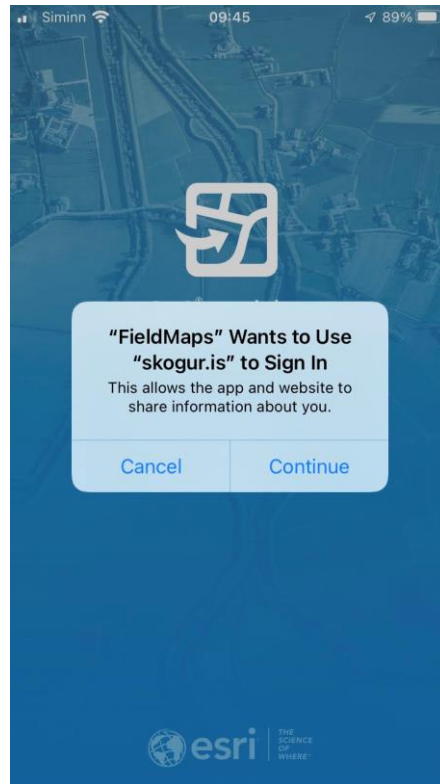 Siminn
09:45
89%
“FieldMaps” Wants to Use
“skogur.is” to Sign In
This allows the app and website to
share information about you.
Cancel
Continue
esri
THE
SCIENCE
OF
WHERE™